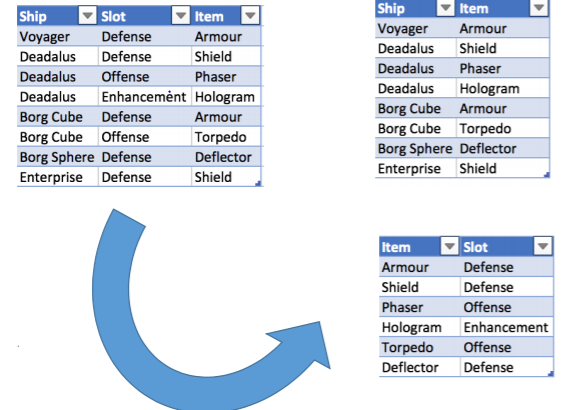 Ship Slot Item
Voyager Defense Armour
Deadalus Defense Shield
Deadalus Offense Phaser
Deadalus Enhancement Hologram
Borg Cube Defense Armour
Borg Cube Offense Torpedo
Borg Sphere Defense Deflector
Enterprise Defense Shield
Ship Item
Voyager Armour
Deadalus Shield
Deadalus Phaser
Deadalus Hologram
Borg Cube Armour
Borg Cube Torpedo
Borg Sphere Deflector
Enterprise Shield
Item Slot
Armour Defense
Shield Defense
Phaser Offense
Hologram Enhancement
Torpedo Offense
Deflector Defense